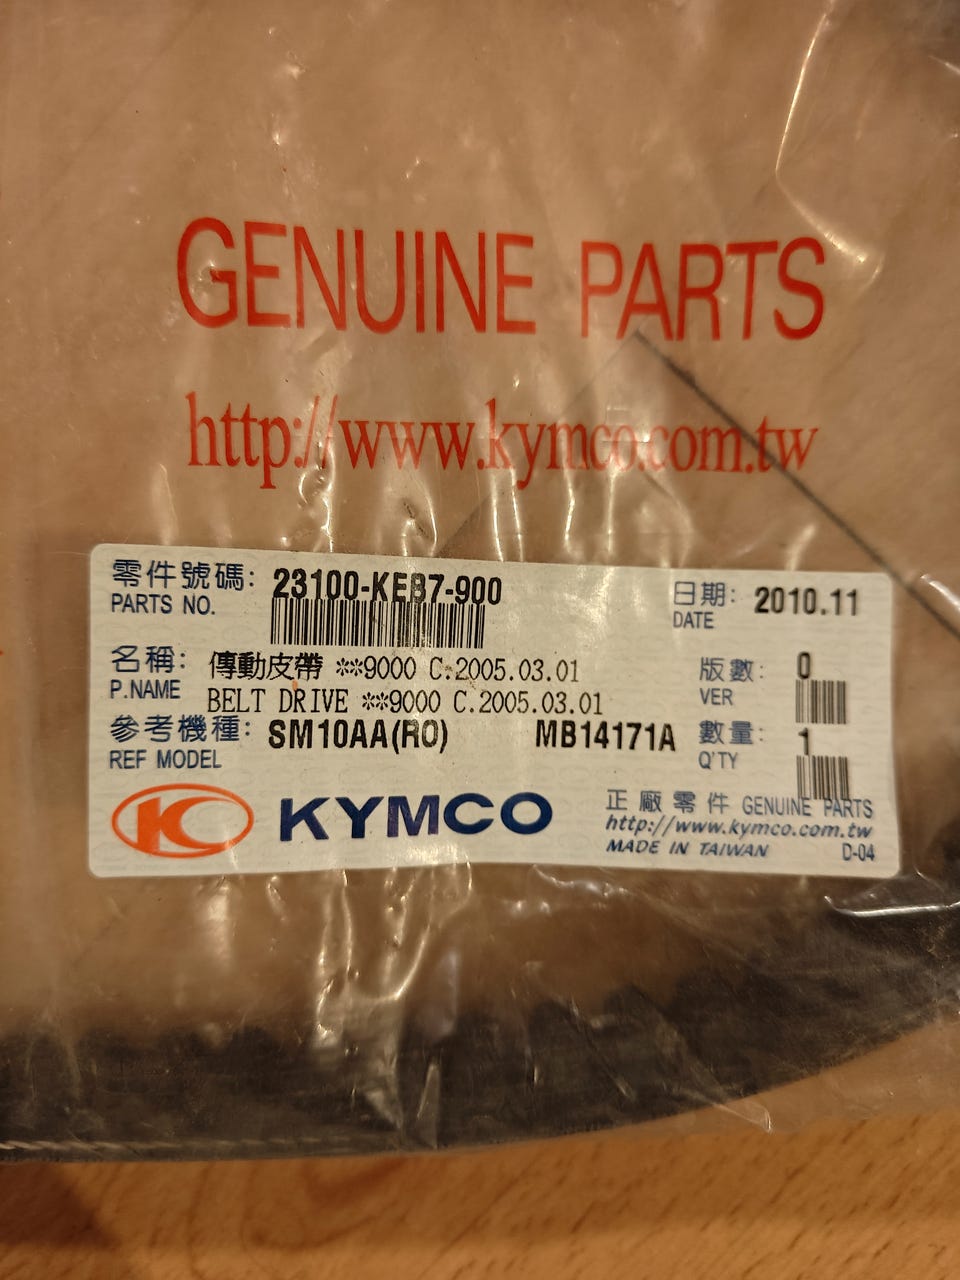 GENUINE PARTS
http://www.kymco.com.tw
零件號碼: 23100-KEB7-900
PARTS NO.
日期: 2010.11
DATE
名稱: 傳動皮帶 **9000 C.2005.03.01
P.NAME BELT DRIVE **9000 C.2005.03.01
版數: 0
VER
參考機種: SM10AA(RO) MB14171A
REF MODEL
數量: 1
Q'TY
KYMCO
正廠零件 GENUINE PARTS
http://www.kymco.com.tw
MADE IN TAIWAN D-04